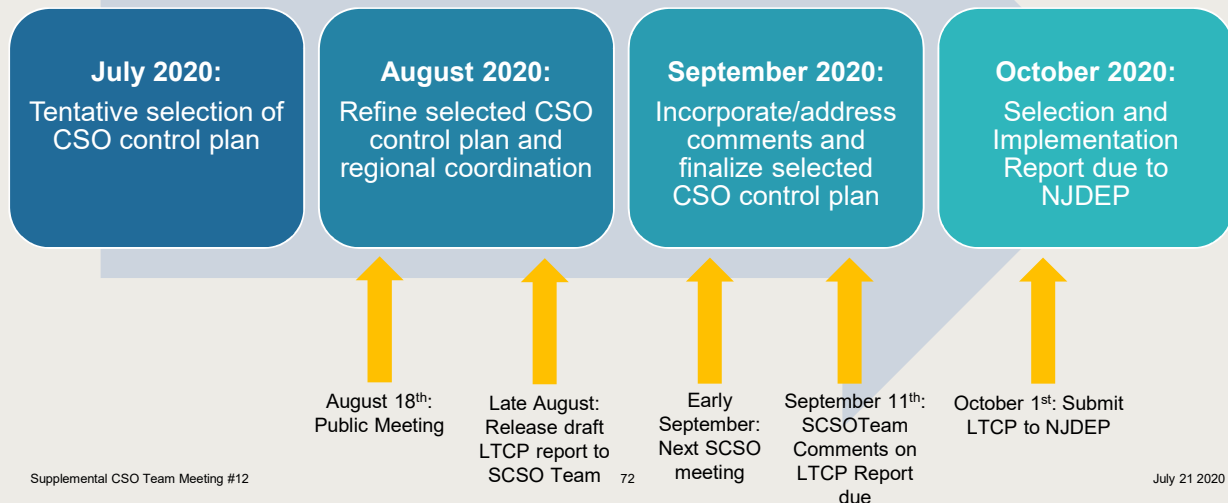 July 2020:
Tentative selection of
CSO control plan
August 2020:
Refine selected CSO
control plan and
regional coordination
September 2020:
Incorporate/address
comments and
finalize selected
CSO control plan
October 2020:
Selection and
Implementation
Report due to
NJDEP
August 18th:
Public Meeting
Late August:
Release draft
LTCP report to
SCSO Team
Early
September:
Next SCSO
meeting
September 11th:
SCSOTeam
Comments on
LTCP Report
due
October 1st: Submit
LTCP to NJDEP
Supplemental CSO Team Meeting #12
72
July 21 2020